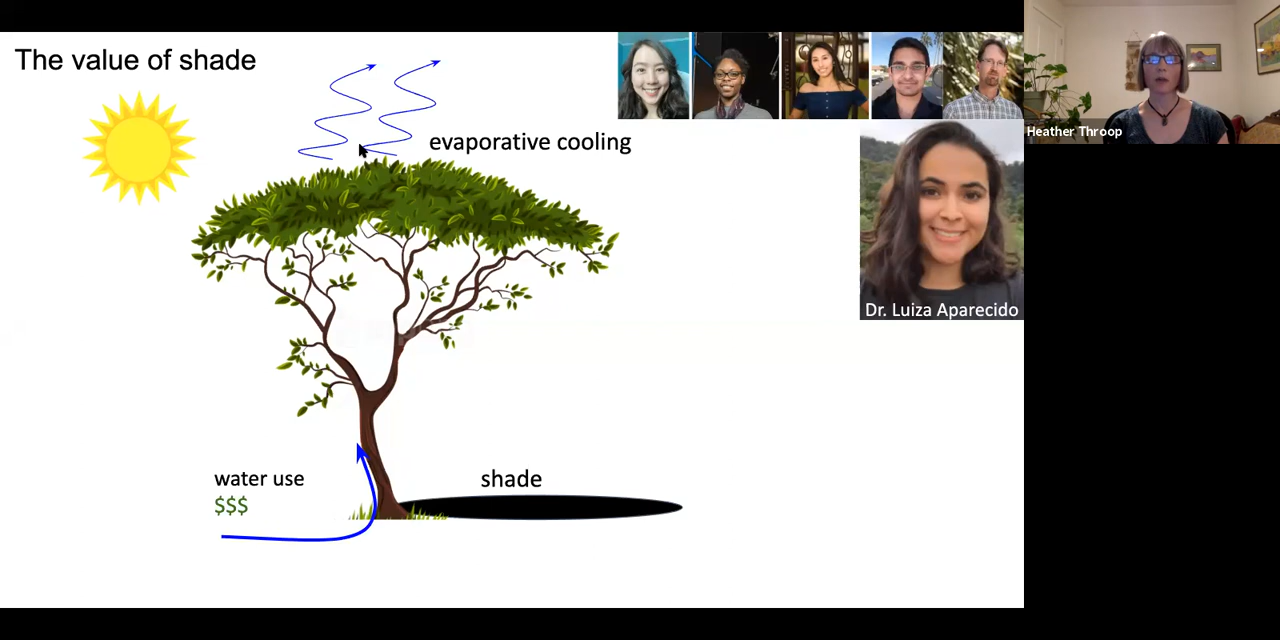 The value of shade
evaporative cooling
Heather Throop
Dr. Luiza Aparecido
water use
$$$
shade